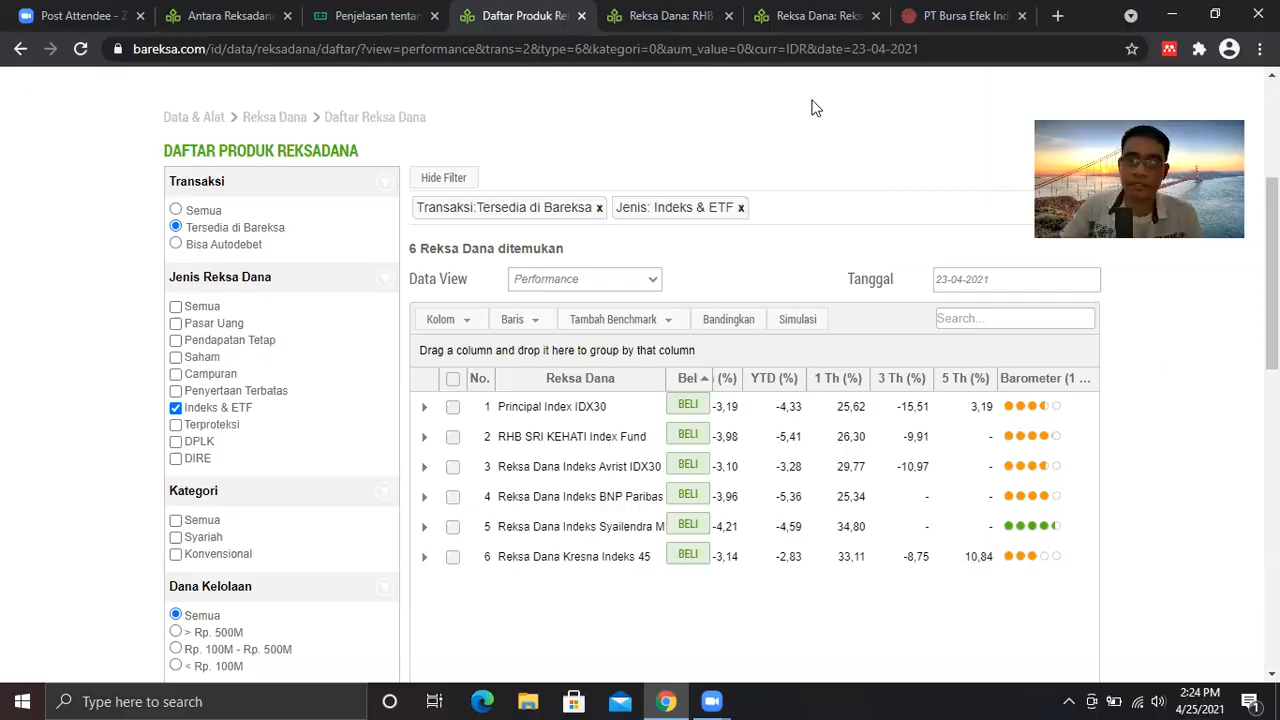 Post Attendee - Z
Antara Reksadana
Penjelasan tentan
Daftar Produk Rek
Reksa Dana: RHB
Reksa Dana: Reks
PT Bursa Efek Ind
bareksa.com/id/data/reksadana/daftar/?view=performance&trans=2&type=6&kategori=0&aum_value=0&curr=IDR&date=23-04-2021
Data & Alat > Reksa Dana > Daftar Reksa Dana
DAFTAR PRODUK REKSADANA
Transaksi
Semua
Tersedia di Bareksa
Bisa Autodebet
Jenis Reksa Dana
Semua
Pasar Uang
Pendapatan Tetap
Saham
Campuran
Penyertaan Terbatas
Indeks & ETF
Terproteksi
DPLK
DIRE
Kategori
Semua
Syariah
Konvensional
Dana Kelolaan
Semua
> Rp. 500M
Rp. 100M - Rp. 500M
< Rp. 100M
Hide Filter
Transaksi:Tersedia di Bareksa x Jenis: Indeks & ETF x
6 Reksa Dana ditemukan
Data View Performance Tanggal 23-04-2021
Kolom Baris Tambah Benchmark Bandingkan Simulasi Search...
Drag a column and drop it here to group by that column
No. Reksa Dana Bel (%) YTD (%) 1 Th (%) 3 Th (%) 5 Th (%) Barometer (1 ...
1 Principal Index IDX30 BELI -3,19 -4,33 25,62 -15,51 3,19
2 RHB SRI KEHATI Index Fund BELI -3,98 -5,41 26,30 -9,91 -
3 Reksa Dana Indeks Avrist IDX30 BELI -3,10 -3,28 29,77 -10,97 -
4 Reksa Dana Indeks BNP Paribas BELI -3,96 -5,36 25,34 - -
5 Reksa Dana Indeks Syailendra M BELI -4,21 -4,59 34,80 - -
6 Reksa Dana Kresna Indeks 45 BELI -3,14 -2,83 33,11 -8,75 10,84
Type here to search
2:24 PM
4/25/2021
1